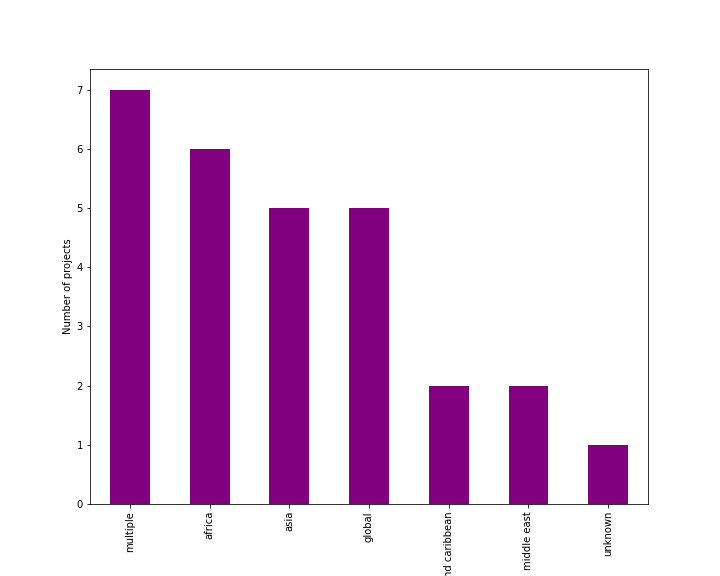 Number of projects
7
6
5
4
3
2
1
0
multiple
africa
asia
global
caribbean
middle east
unknown